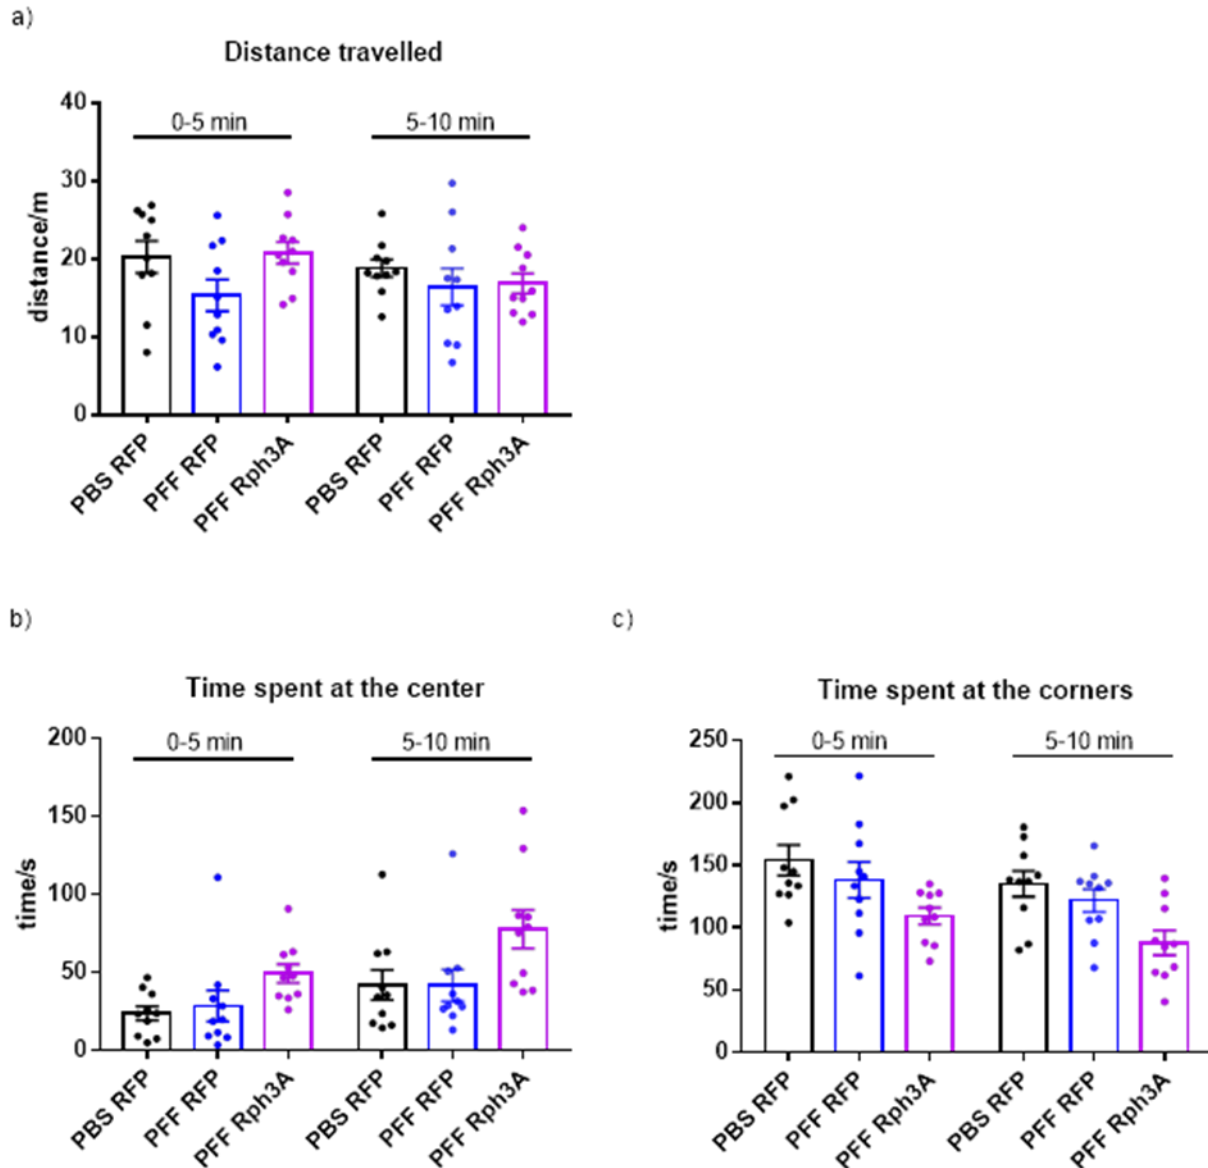 a)
Distance travelled
0-5 min 5-10 min
distance/m
40
30
20
10
0
PBS RFP
PFF RFP
PFF Rph3A
PBS RFP
PFF RFP
PFF Rph3A
b)
Time spent at the center
0-5 min 5-10 min
time/s
200
150
100
50
0
PBS RFP
PFF RFP
PFF Rph3A
PBS RFP
PFF RFP
PFF Rph3A
c)
Time spent at the corners
0-5 min 5-10 min
time/s
250
200
150
100
50
0
PBS RFP
PFF RFP
PFF Rph3A
PBS RFP
PFF RFP
PFF Rph3A